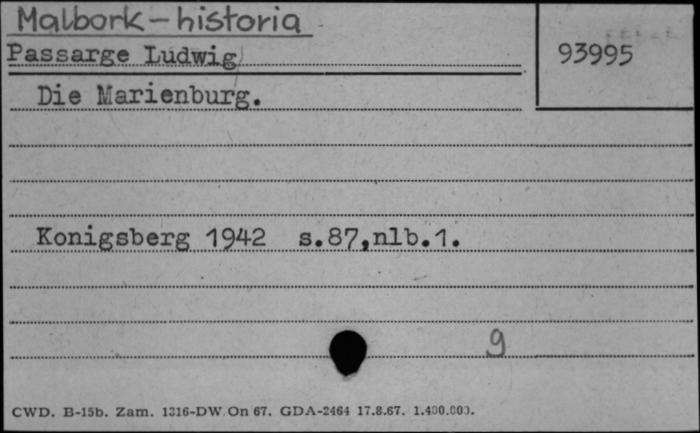 Malbork - historia
Passarge Ludwig
93995
Die Marienburg.
Konigsberg 1942 s.87,nlb.1.
9
CWD. B-15b. Zam. 1316-DW. On 67. GDA-2464 17.8.67. 1.400.000.